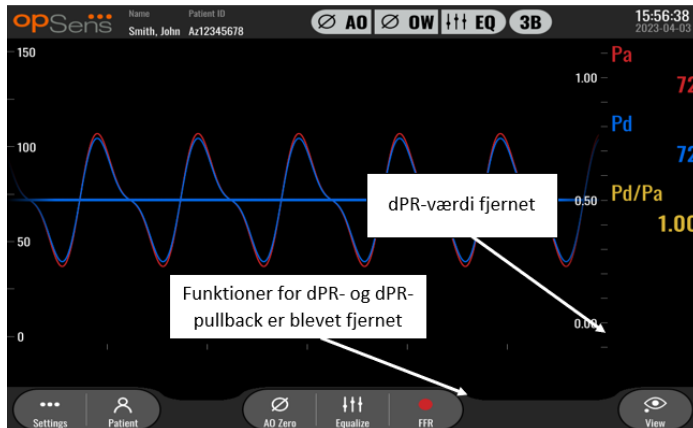 opSens
Name
Patient ID
Smith, John Az12345678
AO OW EQ 3B
15:56:38
2023-04-03
150
100
50
0
1.00
0.50
0.00
Pa
72
Pd
72
Pd/Pa
1.00
dPR-værdi fjernet
Funktioner for dPR- og dPR-
pullback er blevet fjernet
Settings
Patient
AO Zero
Equalize
FFR
View